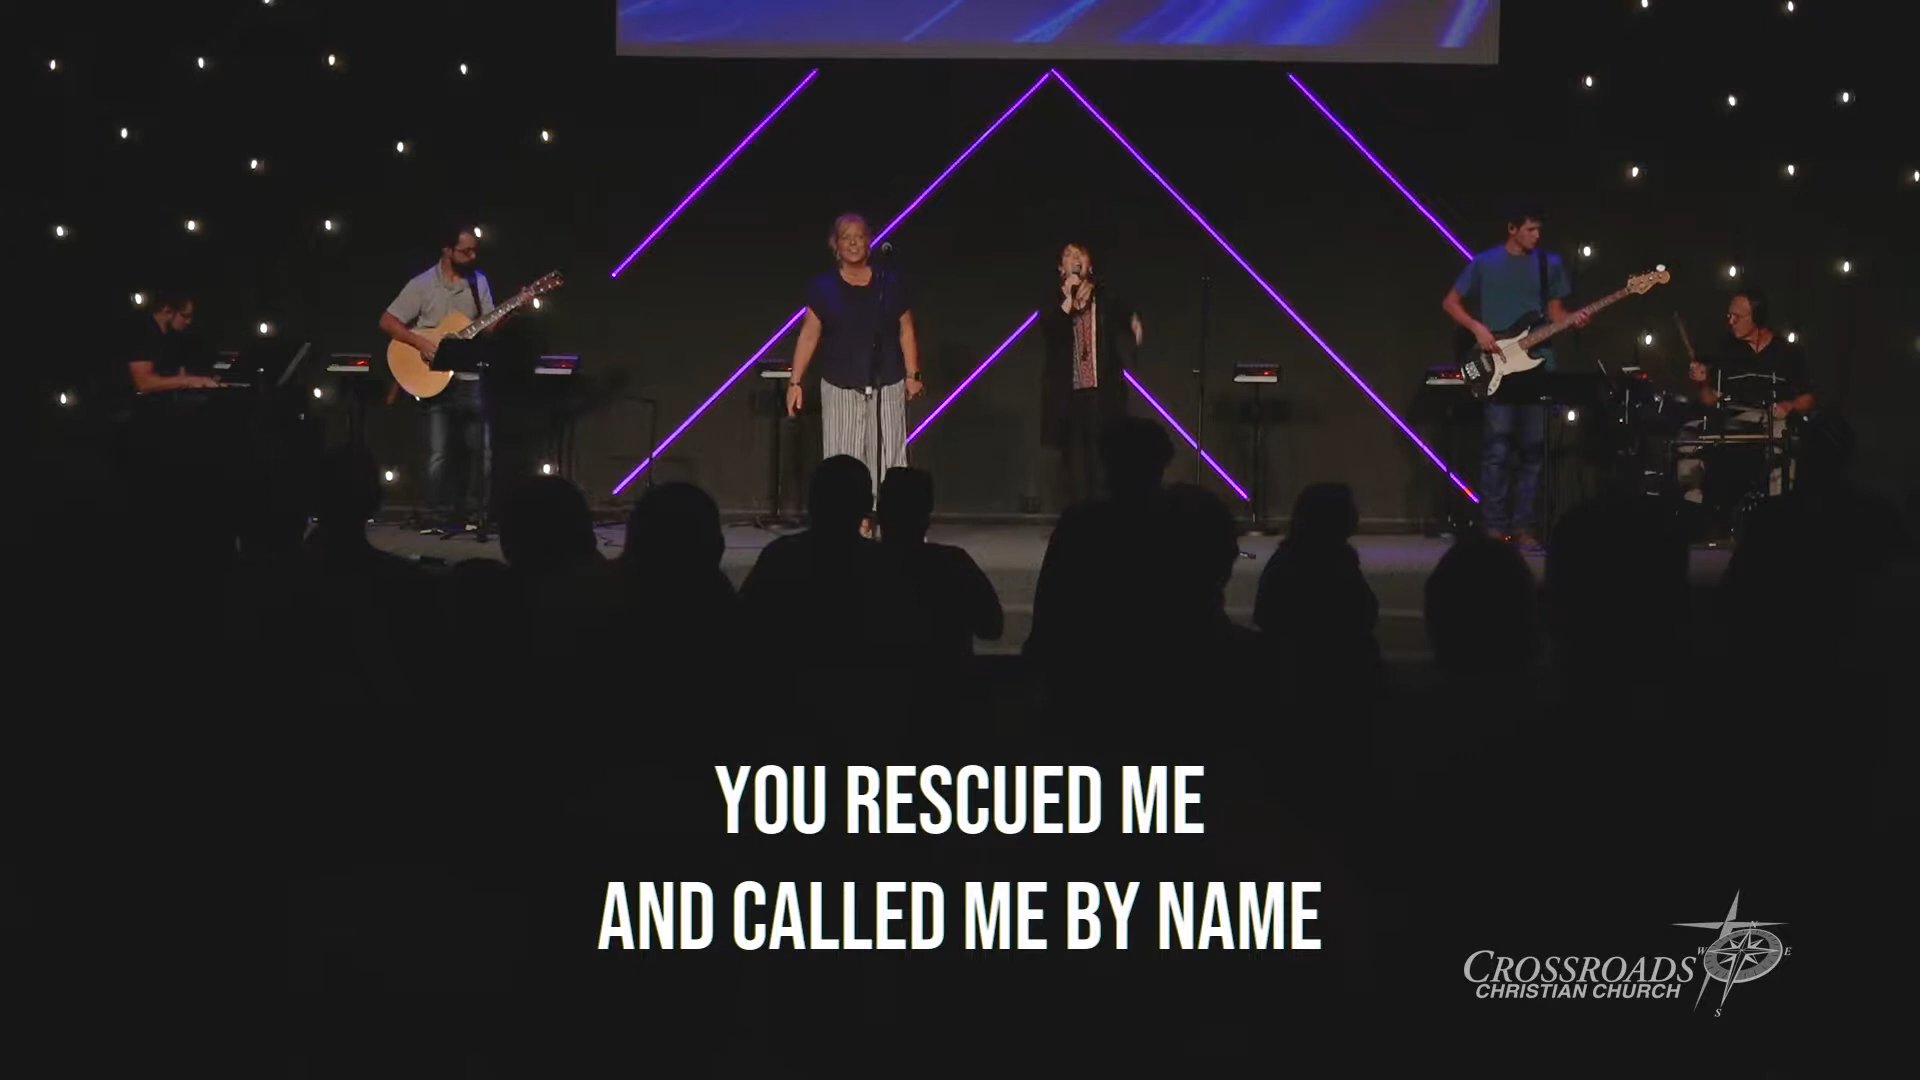 YOU RESCUED ME
AND CALLED ME BY NAME
N
W E
CROSSROADS
CHRISTIAN CHURCH
S